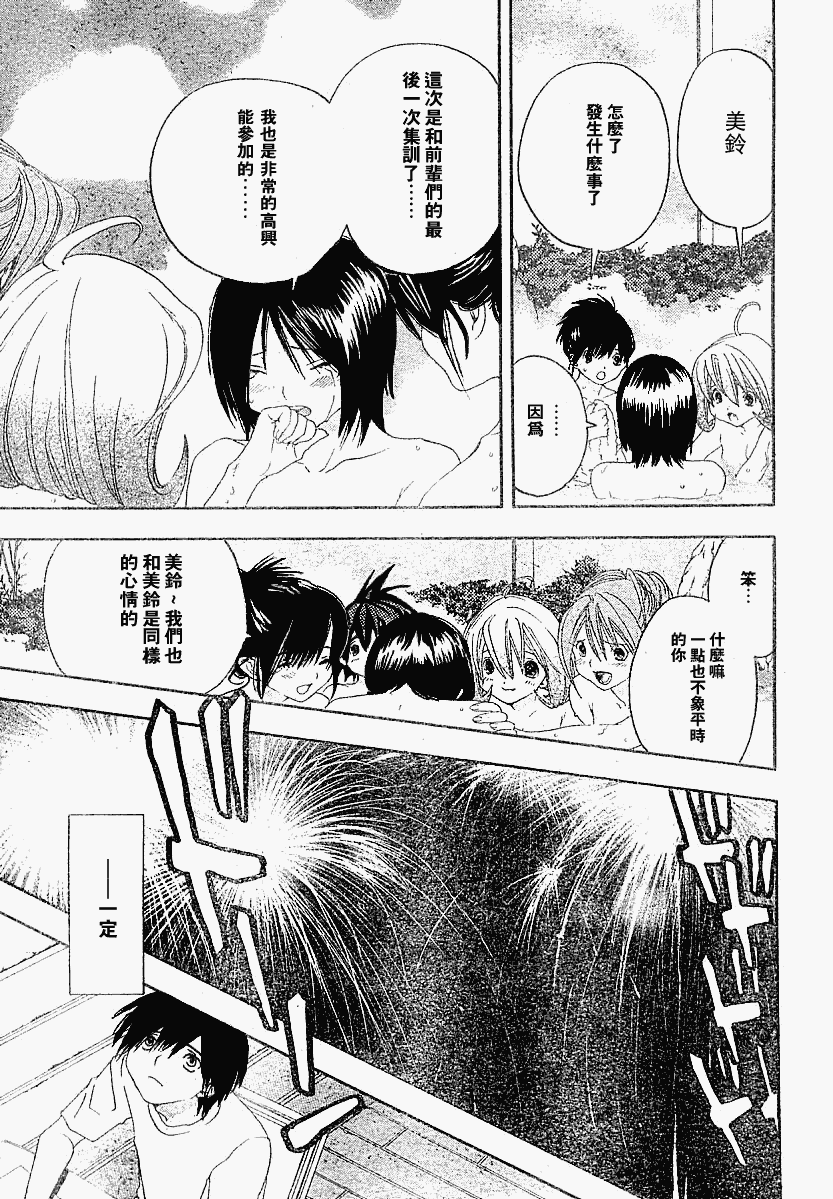 美鈴
怎麼了
發生什麼事了
……
因爲
這次是和前輩們的最
後一次集訓了……
我也是非常的高興
能參加的……
笨…
什麼嘛
一點也不象平時
的你
美鈴~我們也
和美鈴是同樣
的心情的
——一定